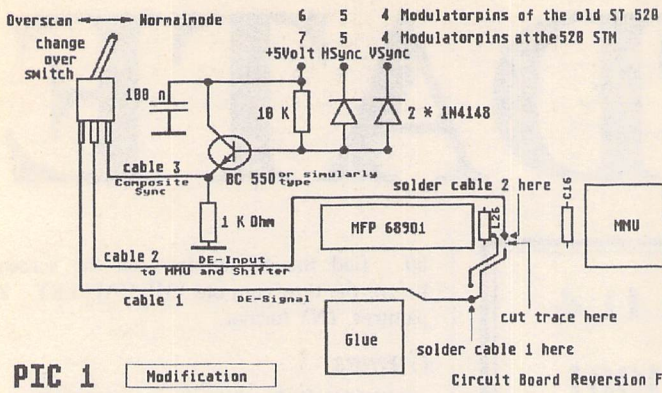 Overscan Normalmode
6 5 4 Modulatorpins of the old ST 520
7 5 4 Modulatorpins at the 520 STM
+5Volt HSync VSync
change
over
switch
100 n
10 K
2 * 1N4148
cable 3
Composite
Sync
BC 550 or simularly
type
solder cable 2 here
C16
L26
1 K Ohm
MFP 68901
MMU
cable 2
DE-Input
to MMU and Shifter
cable 1
DE-Signal
cut trace here
Glue
solder cable 1 here
PIC 1
Modification
Circuit Board Reversion F